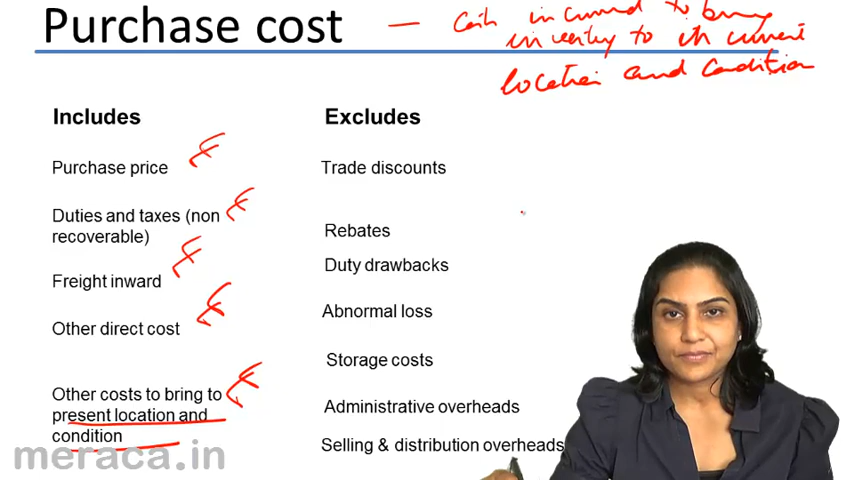 Purchase cost
— Cash incurred to bring
inventory to its current
location and condition
Includes
Purchase price
Duties and taxes (non
recoverable)
Freight inward
Other direct cost
Other costs to bring to
present location and
condition
Excludes
Trade discounts
Rebates
Duty drawbacks
Abnormal loss
Storage costs
Administrative overheads
Selling & distribution overheads
meraca.in